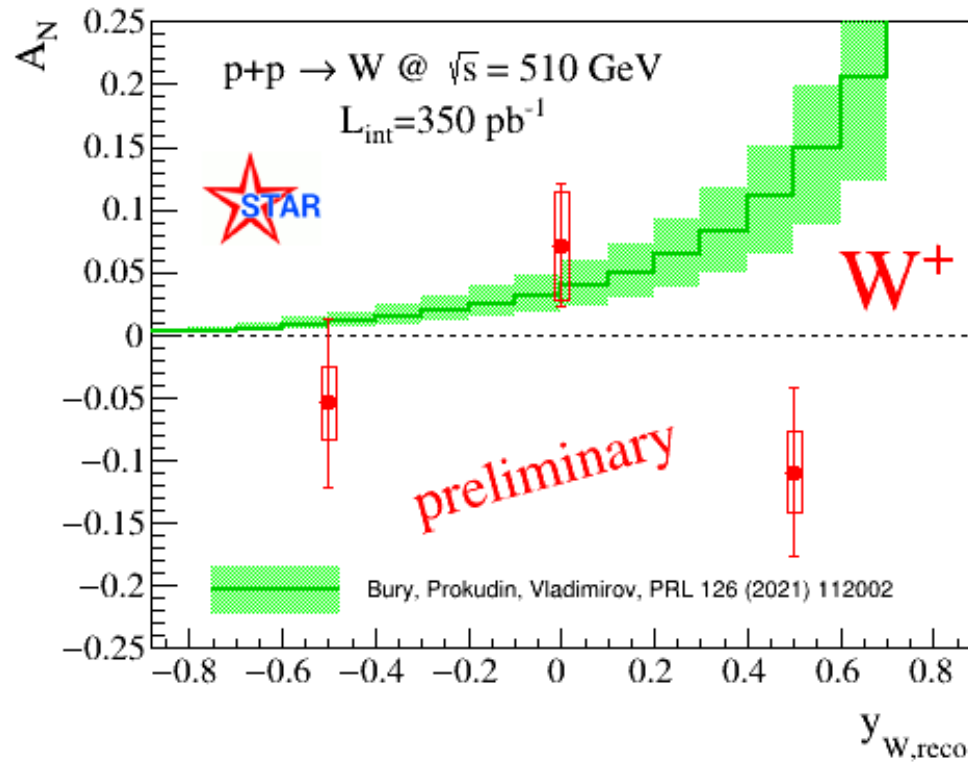 A_N
0.25
0.2
0.15
0.1
0.05
0
−0.05
−0.1
−0.15
−0.2
−0.25
p+p → W @ √s = 510 GeV
L_int=350 pb^-1
STAR
W^+
preliminary
Bury, Prokudin, Vladimirov, PRL 126 (2021) 112002
−0.8 −0.6 −0.4 −0.2 0 0.2 0.4 0.6 0.8
y_W,reco